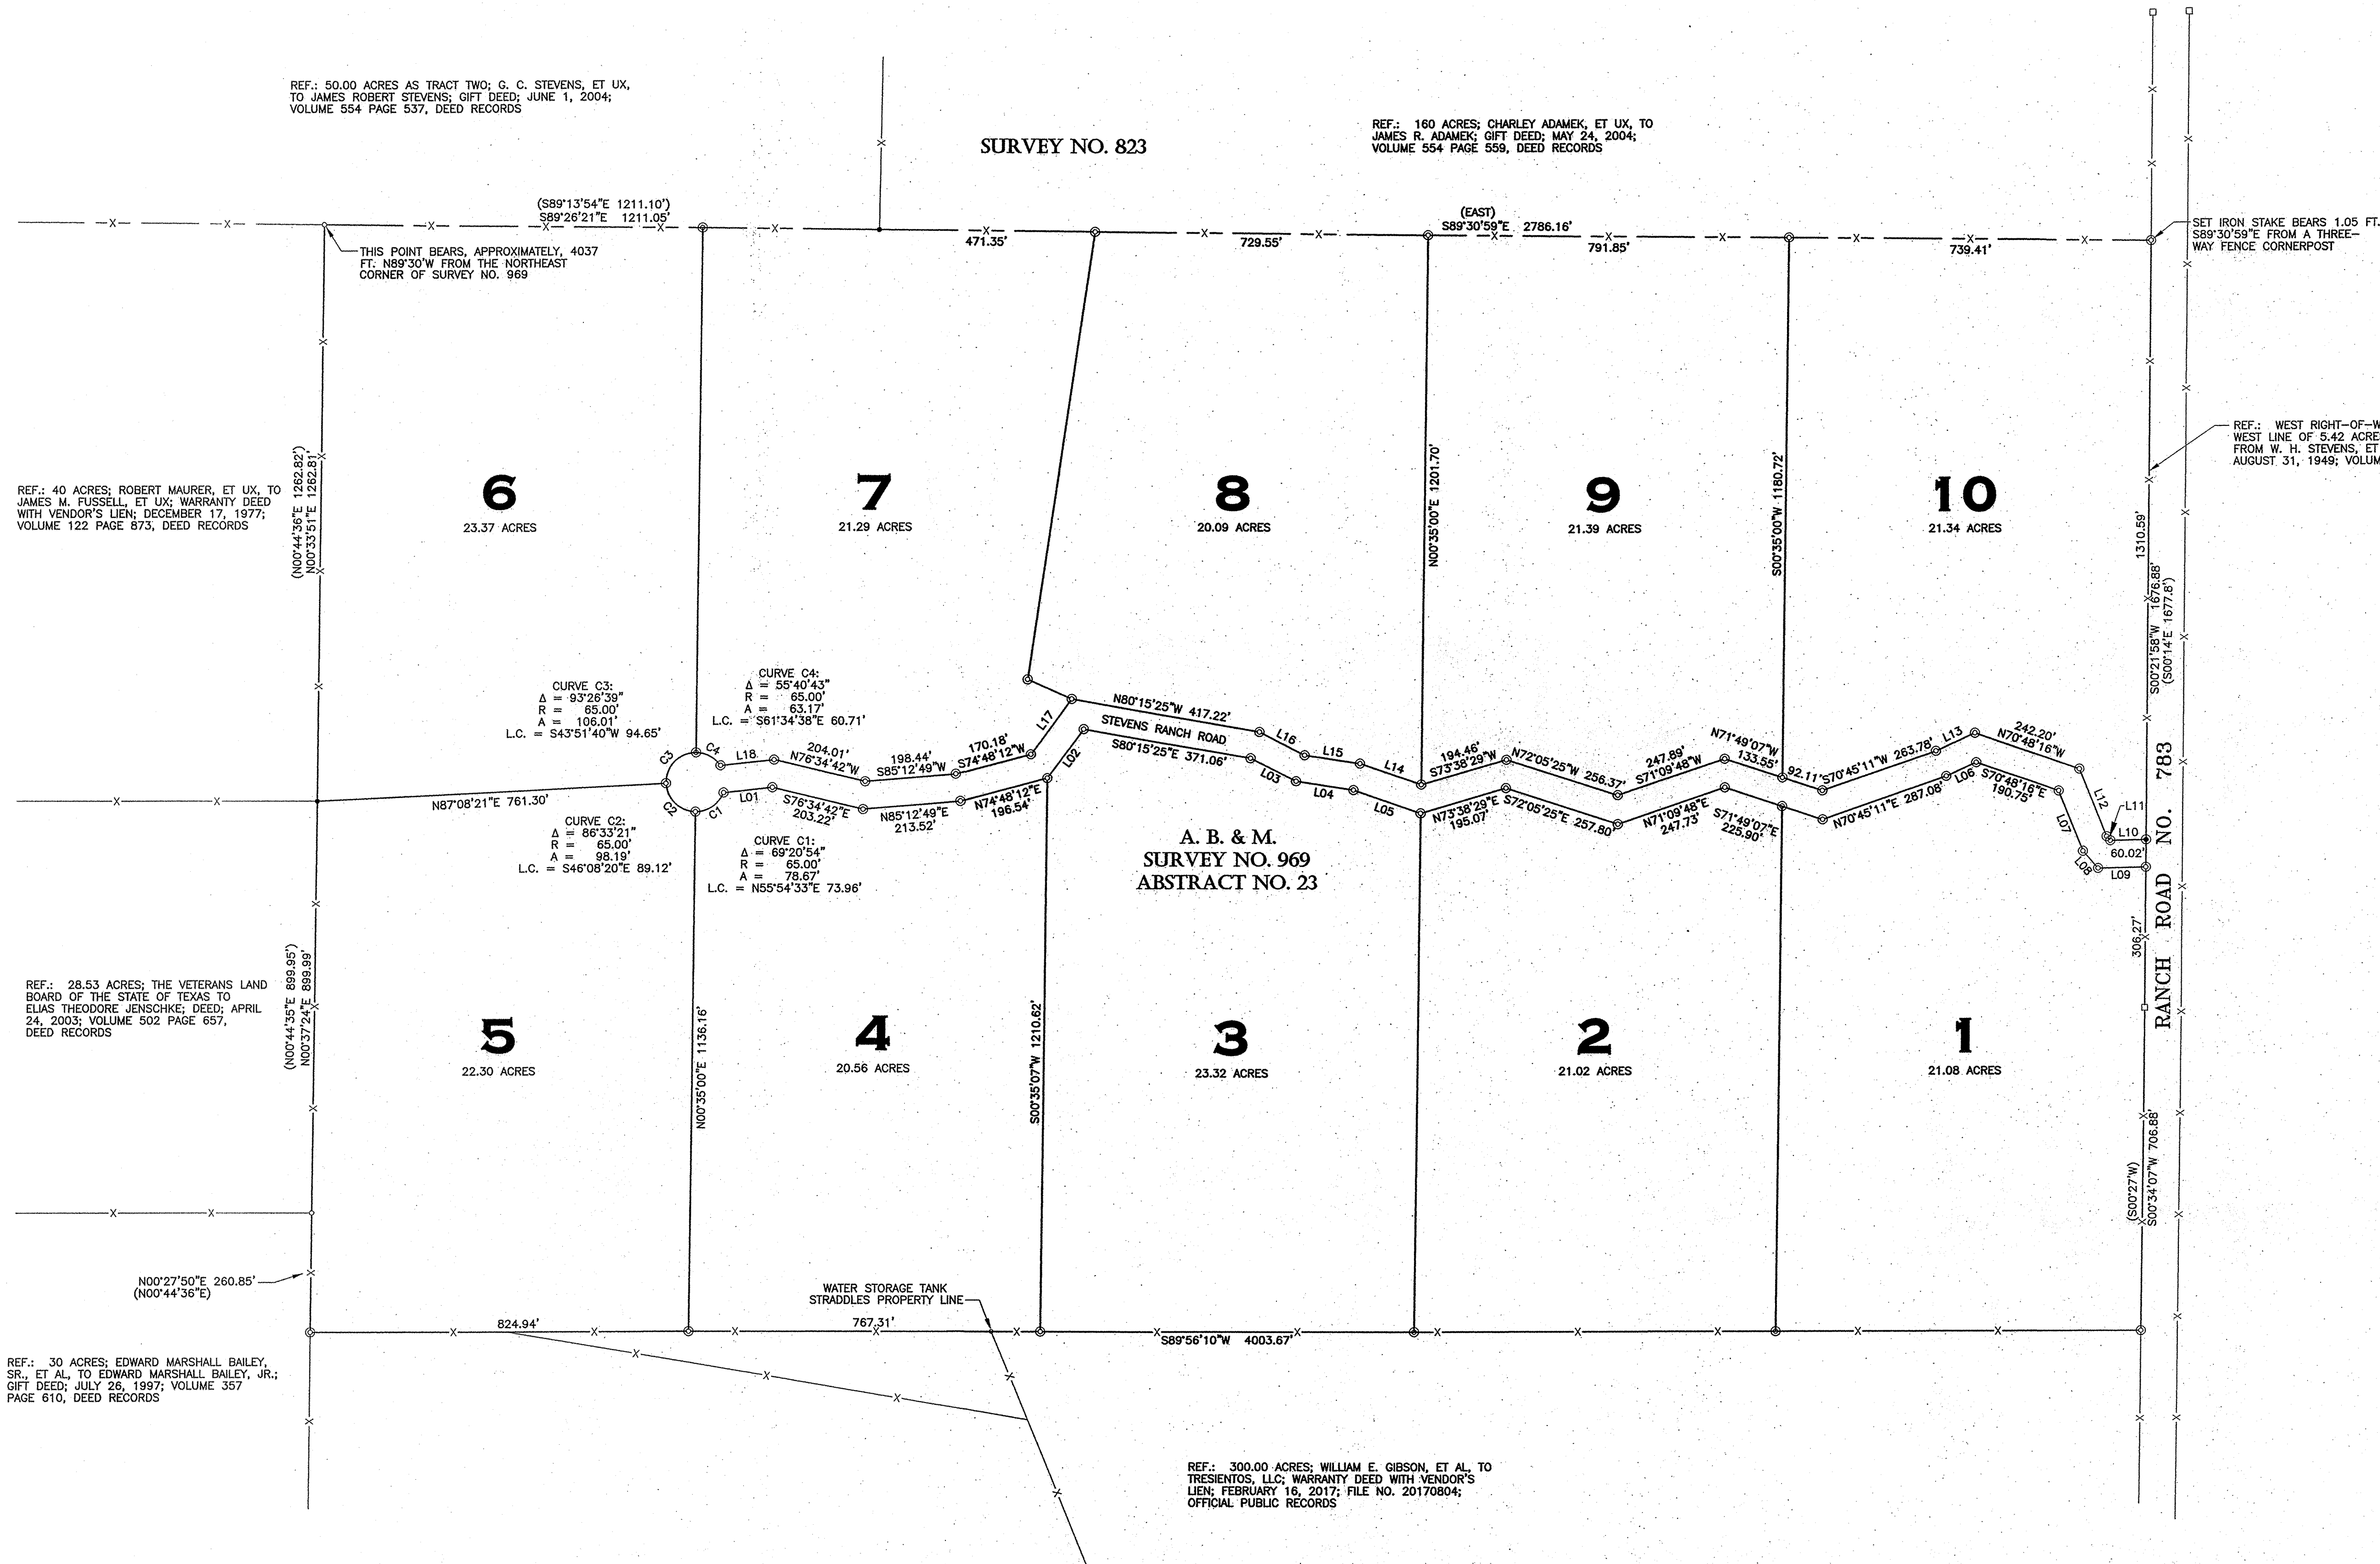 REF.: 50.00 ACRES AS TRACT TWO; G. C. STEVENS, ET UX,
TO JAMES ROBERT STEVENS; GIFT DEED; JUNE 1, 2004;
VOLUME 554 PAGE 537, DEED RECORDS
SURVEY NO. 823
REF.: 160 ACRES; CHARLEY ADAMEK, ET UX, TO
JAMES R. ADAMEK; GIFT DEED; MAY 24, 2004;
VOLUME 554 PAGE 559, DEED RECORDS
(S89°13'54"E 1211.10')
S89°26'21"E 1211.05'
471.35'
729.55'
(EAST)
S89°30'59"E 2786.16'
791.85'
739.41'
SET IRON STAKE BEARS 1.05 FT.
S89°30'59"E FROM A THREE-
WAY FENCE CORNERPOST
THIS POINT BEARS, APPROXIMATELY, 4037
FT. N89°30'W FROM THE NORTHEAST
CORNER OF SURVEY NO. 969
REF.: WEST RIGHT-OF-W
WEST LINE OF 5.42 ACRE
FROM W. H. STEVENS, ET
AUGUST 31, 1949; VOLUM
REF.: 40 ACRES; ROBERT MAURER, ET UX, TO
JAMES M. FUSSELL, ET UX; WARRANTY DEED
WITH VENDOR'S LIEN; DECEMBER 17, 1977;
VOLUME 122 PAGE 873, DEED RECORDS
(N00°44'36"E 1262.82')
N00°33'51"E 1262.81'
6
23.37 ACRES
7
21.29 ACRES
8
20.09 ACRES
N00°35'00"E 1201.70'
9
21.39 ACRES
S00°35'00"W 1180.72'
10
21.34 ACRES
1310.59'
S00°21'58"W 1676.88'
(S00°14'E 1677.8')
CURVE C3:
Δ = 93°26'39"
R = 65.00'
A = 106.01'
L.C. = S43°51'40"W 94.65'
CURVE C4:
Δ = 55°40'43"
R = 65.00'
A = 63.17'
L.C. = S61°34'38"E 60.71'
C3
C4
L18
204.01'
N76°34'42"W
198.44'
S85°12'49"W
170.18'
S74°48'12"W
L17
N80°15'25"W 417.22'
STEVENS RANCH ROAD
S80°15'25"E 371.06'
L16
L15
L14
194.46'
S73°38'29"W
N72°05'25"W 256.37'
247.89'
S71°09'48"W
N71°49'07"W
133.55'
92.11'
S70°45'11"W 263.78'
L13
242.20'
N70°48'16"W
L12
L11
L10
60.02'
L09
L08
L07
S70°48'16"E
190.75'
L06
N70°45'11"E 287.08'
S71°49'07"E
225.90'
N71°09'48"E
247.73'
S72°05'25"E 257.80'
N73°38'29"E
195.07'
L05
L04
L03
L02
N74°48'12"E
196.54'
N85°12'49"E
213.52'
S76°34'42"E
203.22'
L01
C1
C2
N87°08'21"E 761.30'
CURVE C2:
Δ = 86°33'21"
R = 65.00'
A = 98.19'
L.C. = S46°08'20"E 89.12'
CURVE C1:
Δ = 69°20'54"
R = 65.00'
A = 78.67'
L.C. = N55°54'33"E 73.96'
A. B. & M.
SURVEY NO. 969
ABSTRACT NO. 23
RANCH ROAD NO. 783
306.27'
REF.: 28.53 ACRES; THE VETERANS LAND
BOARD OF THE STATE OF TEXAS TO
ELIAS THEODORE JENSCHKE; DEED; APRIL
24, 2003; VOLUME 502 PAGE 657,
DEED RECORDS
(N00°44'35"E 899.95')
N00°37'24"E 899.99'
5
22.30 ACRES
N00°35'00"E 1136.16'
4
20.56 ACRES
S00°35'07"W 1210.62'
3
23.32 ACRES
2
21.02 ACRES
1
21.08 ACRES
(S00°27'W)
S00°34'07"W 706.88'
N00°27'50"E 260.85'
(N00°44'36"E)
WATER STORAGE TANK
STRADDLES PROPERTY LINE
824.94'
767.31'
S89°56'10"W 4003.67'
REF.: 30 ACRES; EDWARD MARSHALL BAILEY,
SR., ET AL, TO EDWARD MARSHALL BAILEY, JR.;
GIFT DEED; JULY 26, 1997; VOLUME 357
PAGE 610, DEED RECORDS
REF.: 300.00 ACRES; WILLIAM E. GIBSON, ET AL, TO
TRESIENTOS, LLC; WARRANTY DEED WITH VENDOR'S
LIEN; FEBRUARY 16, 2017; FILE NO. 20170804;
OFFICIAL PUBLIC RECORDS